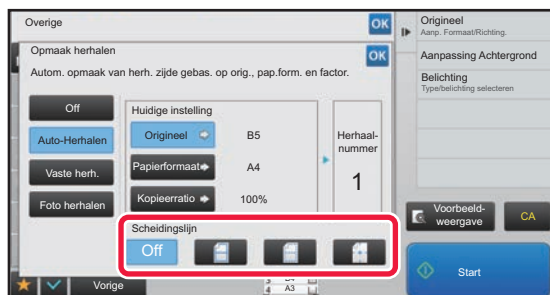 Overige
OK
Opmaak herhalen
OK
Autom. opmaak van herh. zijde gebas. op orig., pap.form. en factor.
Off
Auto-Herhalen
Vaste herh.
Foto herhalen
Huidige instelling
Origineel
B5
Papierformaat
A4
Kopieerratio
100%
Herhaal-
nummer
1
Scheidingslijn
Off
Vorige
4 A3
Origineel
Aanp. Formaat/Richting.
Aanpassing Achtergrond
Belichting
Type/belichting selecteren
Voorbeeld-
weergave
CA
Start